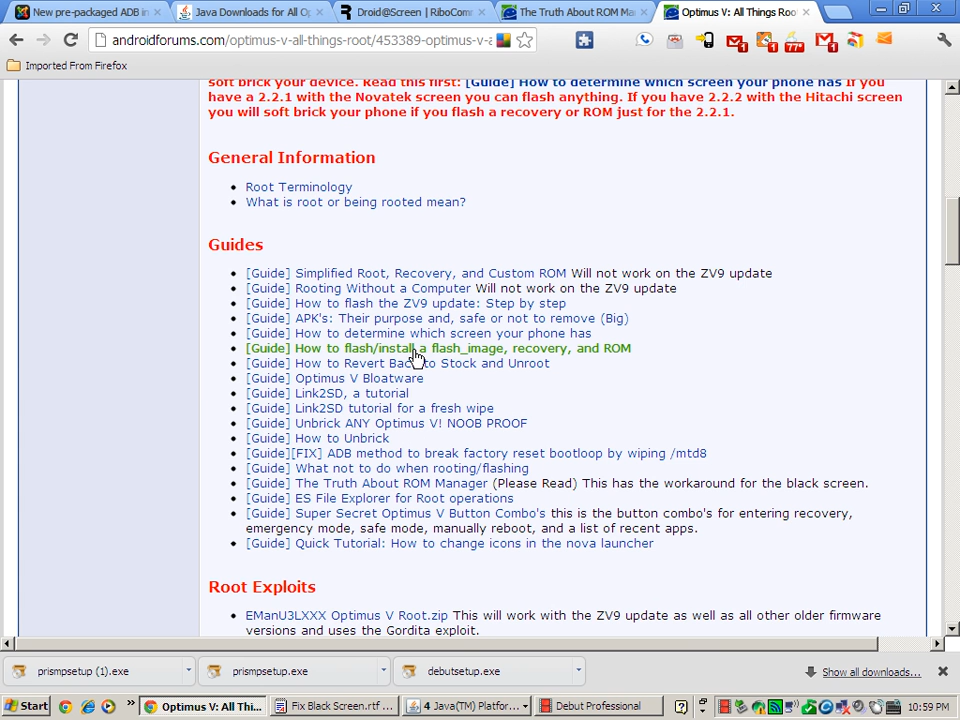 New pre-packaged ADB in
Java Downloads for All O
Droid@Screen | RiboCom
The Truth About ROM Ma
Optimus V: All Things Roo
androidforums.com/optimus-v-all-things-root/453389-optimus-v-a
Imported From Firefox
soft brick your device. Read this first: [Guide] How to determine which screen your phone has If you
have a 2.2.1 with the Novatek screen you can flash anything. If you have 2.2.2 with the Hitachi screen
you will soft brick your phone if you flash a recovery or ROM just for the 2.2.1.
General Information
Root Terminology
What is root or being rooted mean?
Guides
[Guide] Simplified Root, Recovery, and Custom ROM Will not work on the ZV9 update
[Guide] Rooting Without a Computer Will not work on the ZV9 update
[Guide] How to flash the ZV9 update: Step by step
[Guide] APK's: Their purpose and, safe or not to remove (Big)
[Guide] How to determine which screen your phone has
[Guide] How to flash/install a flash_image, recovery, and ROM
[Guide] How to Revert Back to Stock and Unroot
[Guide] Optimus V Bloatware
[Guide] Link2SD, a tutorial
[Guide] Link2SD tutorial for a fresh wipe
[Guide] Unbrick ANY Optimus V! NOOB PROOF
[Guide] How to Unbrick
[Guide][FIX] ADB method to break factory reset bootloop by wiping /mtd8
[Guide] What not to do when rooting/flashing
[Guide] The Truth About ROM Manager (Please Read) This has the workaround for the black screen.
[Guide] ES File Explorer for Root operations
[Guide] Super Secret Optimus V Button Combo's this is the button combo's for entering recovery,
emergency mode, safe mode, manually reboot, and a list of recent apps.
[Guide] Quick Tutorial: How to change icons in the nova launcher
Root Exploits
EManU3LXXX Optimus V Root.zip This will work with the ZV9 update as well as all other older firmware
versions and uses the Gordita exploit.
prismpsetup (1).exe
prismpsetup.exe
debutsetup.exe
Show all downloads...
Start
Optimus V: All Thi...
Fix Black Screen.rtf ...
4 Java(TM) Platfor...
Debut Professional
10:59 PM